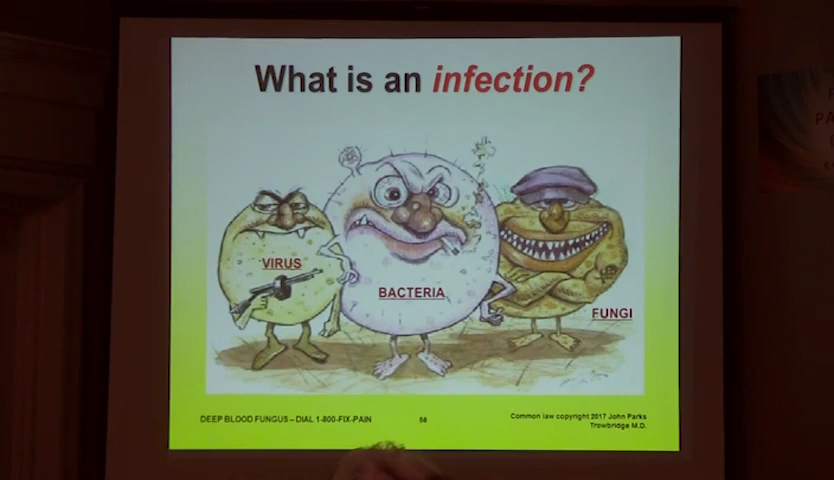 What is an infection?
VIRUS
BACTERIA
FUNGI
DEEP BLOOD FUNGUS – DIAL 1-800-FIX-PAIN
58
Common law copyright 2017 John Parks
Trowbridge M.D.